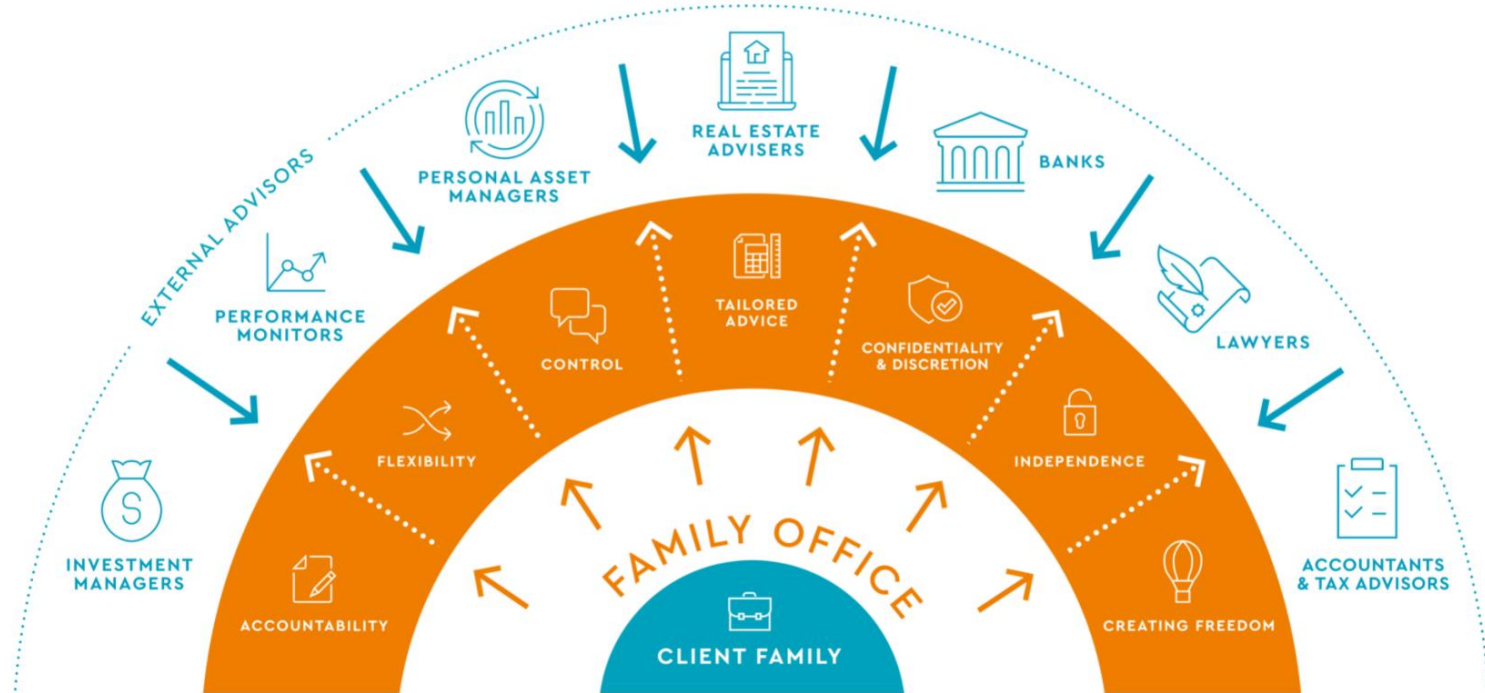 EXTERNAL ADVISORS
INVESTMENT
MANAGERS
PERFORMANCE
MONITORS
PERSONAL ASSET
MANAGERS
REAL ESTATE
ADVISERS
BANKS
LAWYERS
ACCOUNTANTS
& TAX ADVISORS
ACCOUNTABILITY
FLEXIBILITY
CONTROL
TAILORED
ADVICE
CONFIDENTIALITY
& DISCRETION
INDEPENDENCE
CREATING FREEDOM
FAMILY OFFICE
CLIENT FAMILY
S